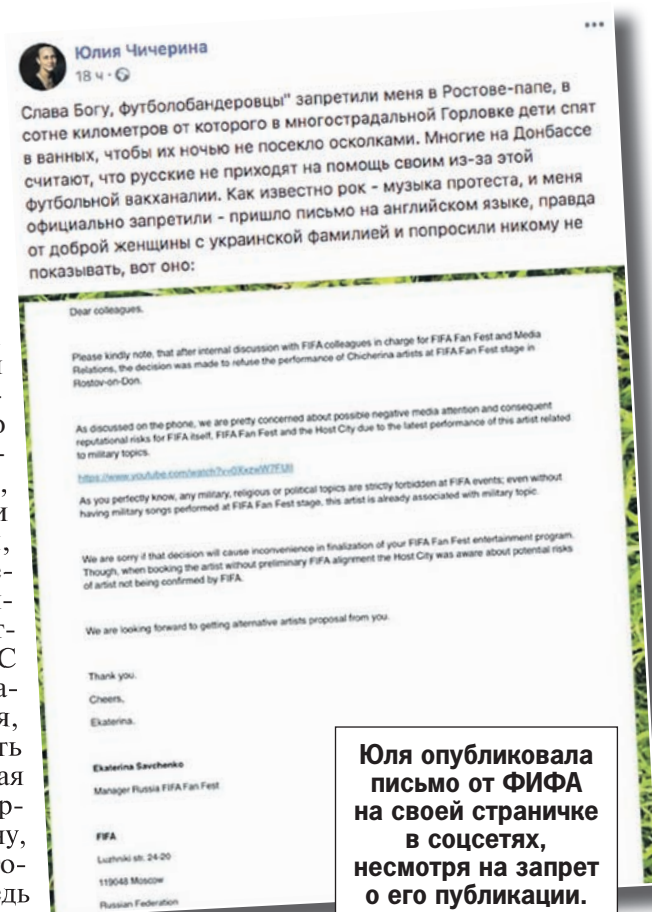 Юлия Чичерина
18 ч ·
Слава Богу, футболобандеровцы" запретили меня в Ростове-папе, в
сотне километров от которого в многострадальной Горловке дети спят
в ванных, чтобы их ночью не посекло осколками. Многие на Донбассе
считают, что русские не приходят на помощь своим из-за этой
футбольной вакханалии. Как известно рок - музыка протеста, и меня
официально запретили - пришло письмо на английском языке, правда
от доброй женщины с украинской фамилией и попросили никому не
показывать, вот оно:
Dear colleagues,
Please kindly note, that after internal discussion with FIFA colleagues in charge for FIFA Fan Fest and Media
Relations, the decision was made to refuse the performance of Chicherina artists at FIFA Fan Fest stage in
Rostov-on-Don.
As discussed on the phone, we are pretty concerned about possible negative media attention and consequent
reputational risks for FIFA itself, FIFA Fan Fest and the Host City due to the latest performance of this artist related
to military topics.
As you perfectly know, any military, religious or political topics are strictly forbidden at FIFA events; even without
having military songs performed at FIFA Fan Fest stage, this artist is already associated with military topic.
We are sorry if that decision will cause inconvenience in finalization of your FIFA Fan Fest entertainment program.
Though, when booking the artist without preliminary FIFA alignment the Host City was aware about potential risks
of artist not being confirmed by FIFA.
We are looking forward to getting alternative artists proposal from you.
Thank you.
Cheers,
Ekaterina.
Ekaterina Savchenko
Manager Russia FIFA Fan Fest
FIFA
Luzhniki str. 24-20
119048 Moscow
Russian Federation
Юля опубликовала
письмо от ФИФА
на своей страничке
в соцсетях,
несмотря на запрет
о его публикации.